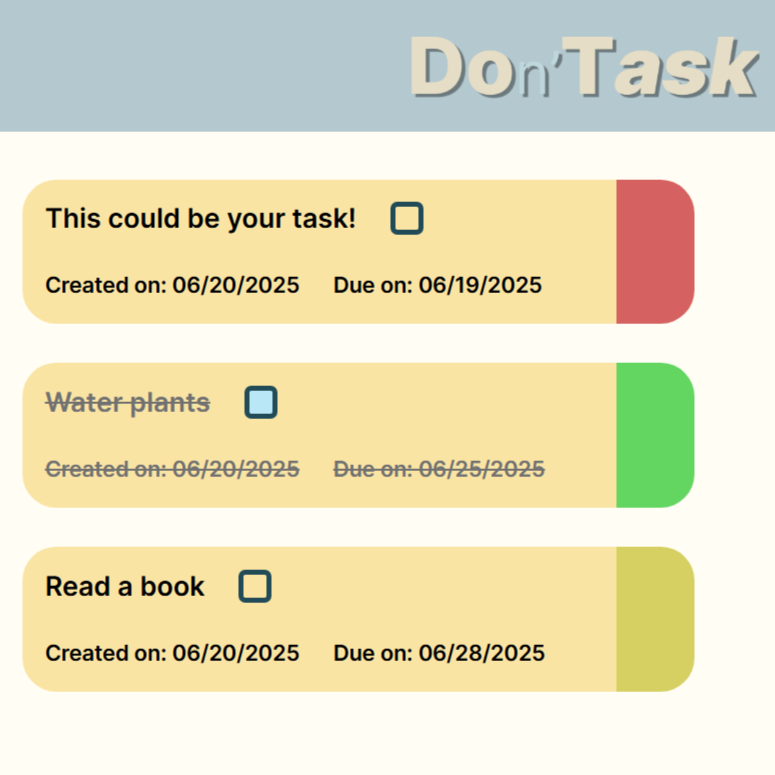 Don'Task
This could be your task!
Created on: 06/20/2025 Due on: 06/19/2025
Water plants
Created on: 06/20/2025 Due on: 06/25/2025
Read a book
Created on: 06/20/2025 Due on: 06/28/2025